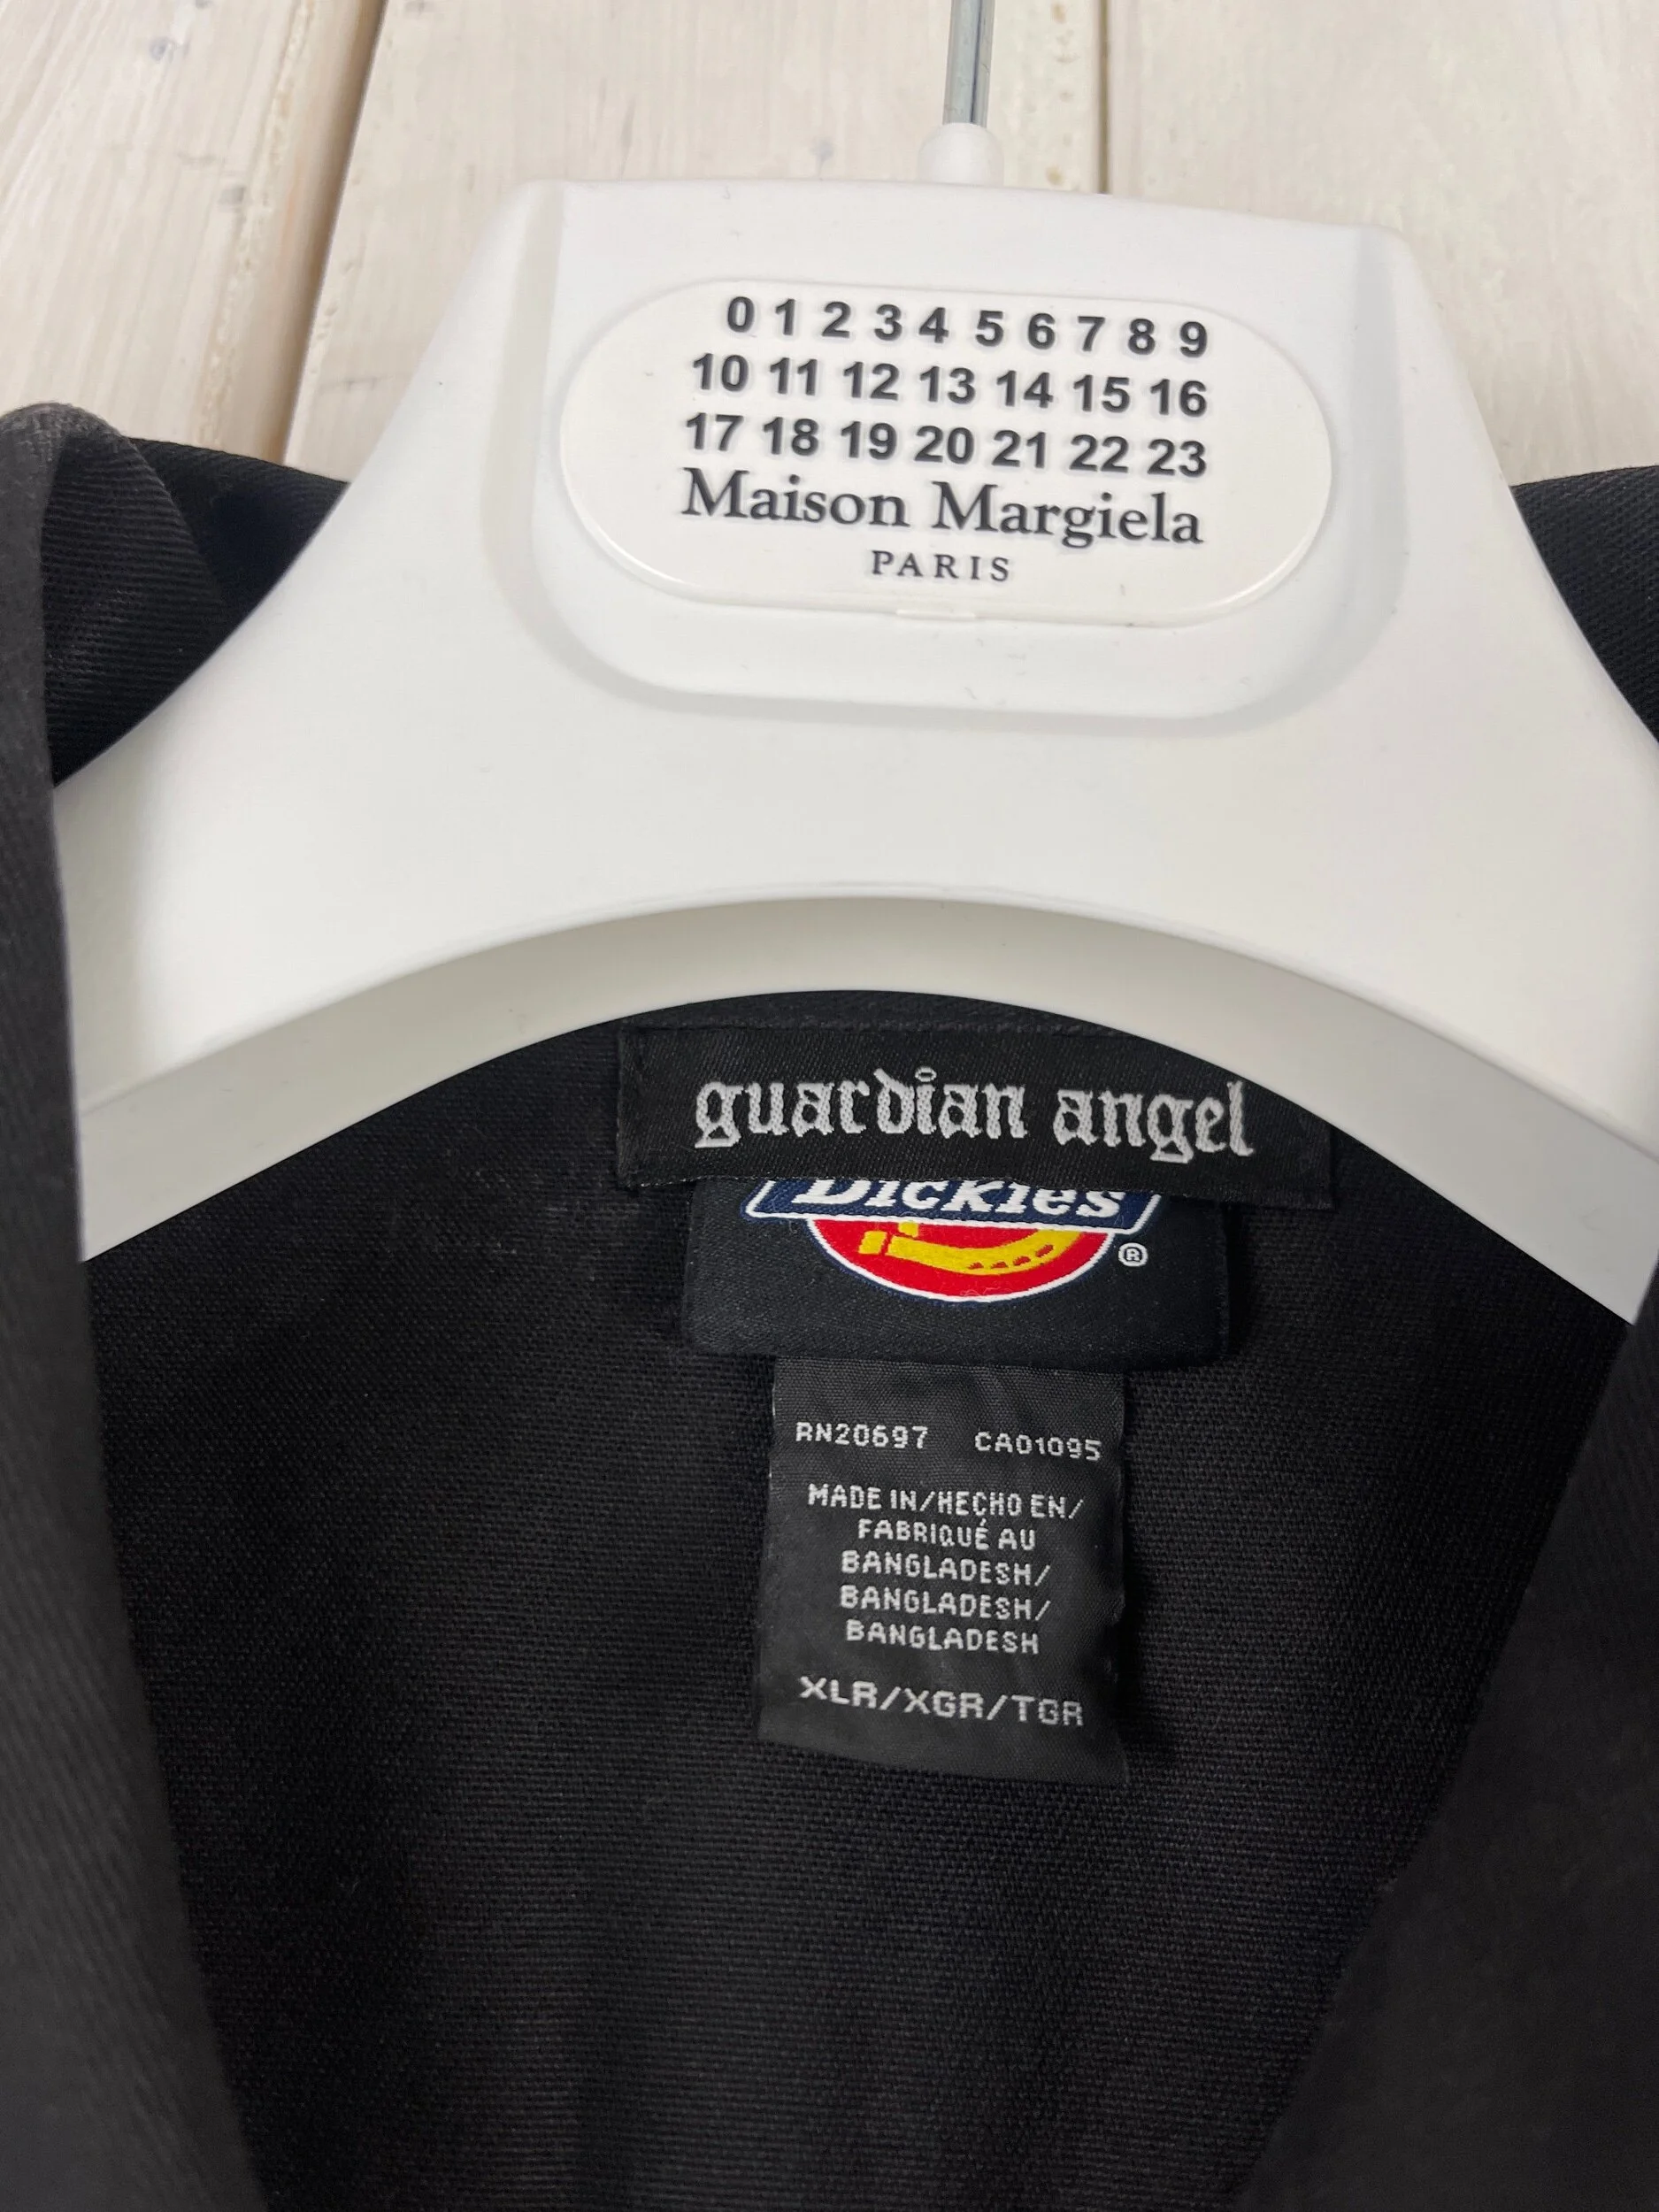 0 1 2 3 4 5 6 7 8 9
10 11 12 13 14 15 16
17 18 19 20 21 22 23
Maison Margiela
PARIS
guardian angel
Dickies
®
RN20697 CA01095
MADE IN/HECHO EN/
FABRIQUÉ AU
BANGLADESH/
BANGLADESH/
BANGLADESH
XLR/XGR/TGR